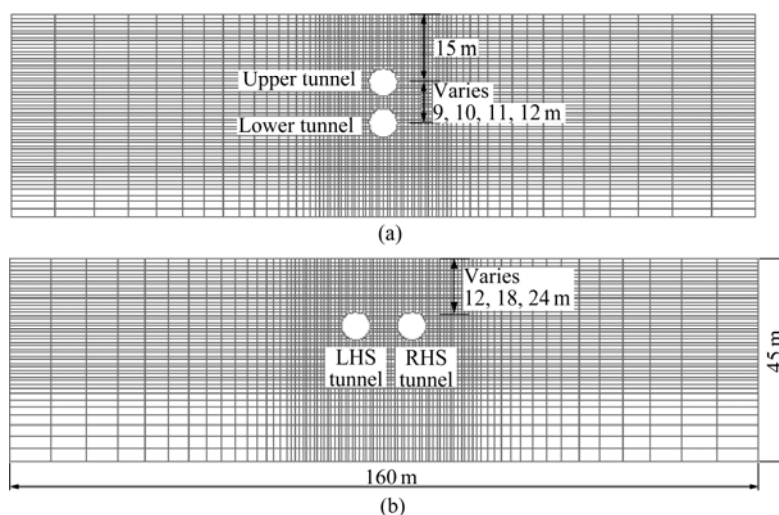 15 m
Upper tunnel
Varies
9, 10, 11, 12 m
Lower tunnel
(a)
Varies
12, 18, 24 m
LHS
tunnel
RHS
tunnel
45 m
160 m
(b)